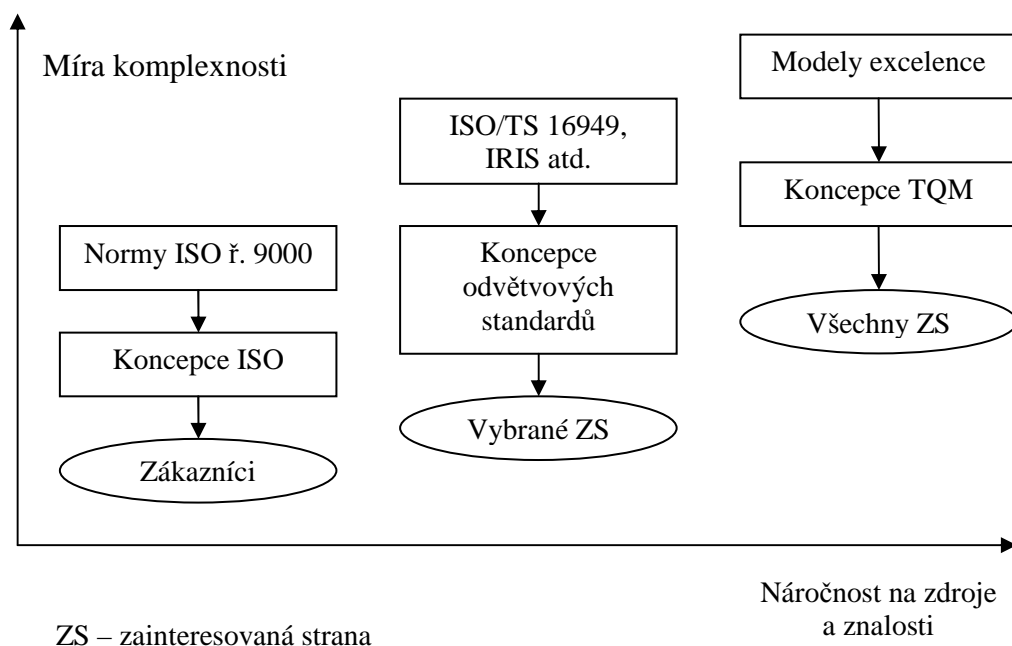 Míra komplexnosti
Normy ISO ř. 9000
Koncepce ISO
Zákazníci
ISO/TS 16949,
IRIS atd.
Koncepce
odvětvových
standardů
Vybrané ZS
Modely excelence
Koncepce TQM
Všechny ZS
Náročnost na zdroje
a znalosti
ZS – zainteresovaná strana